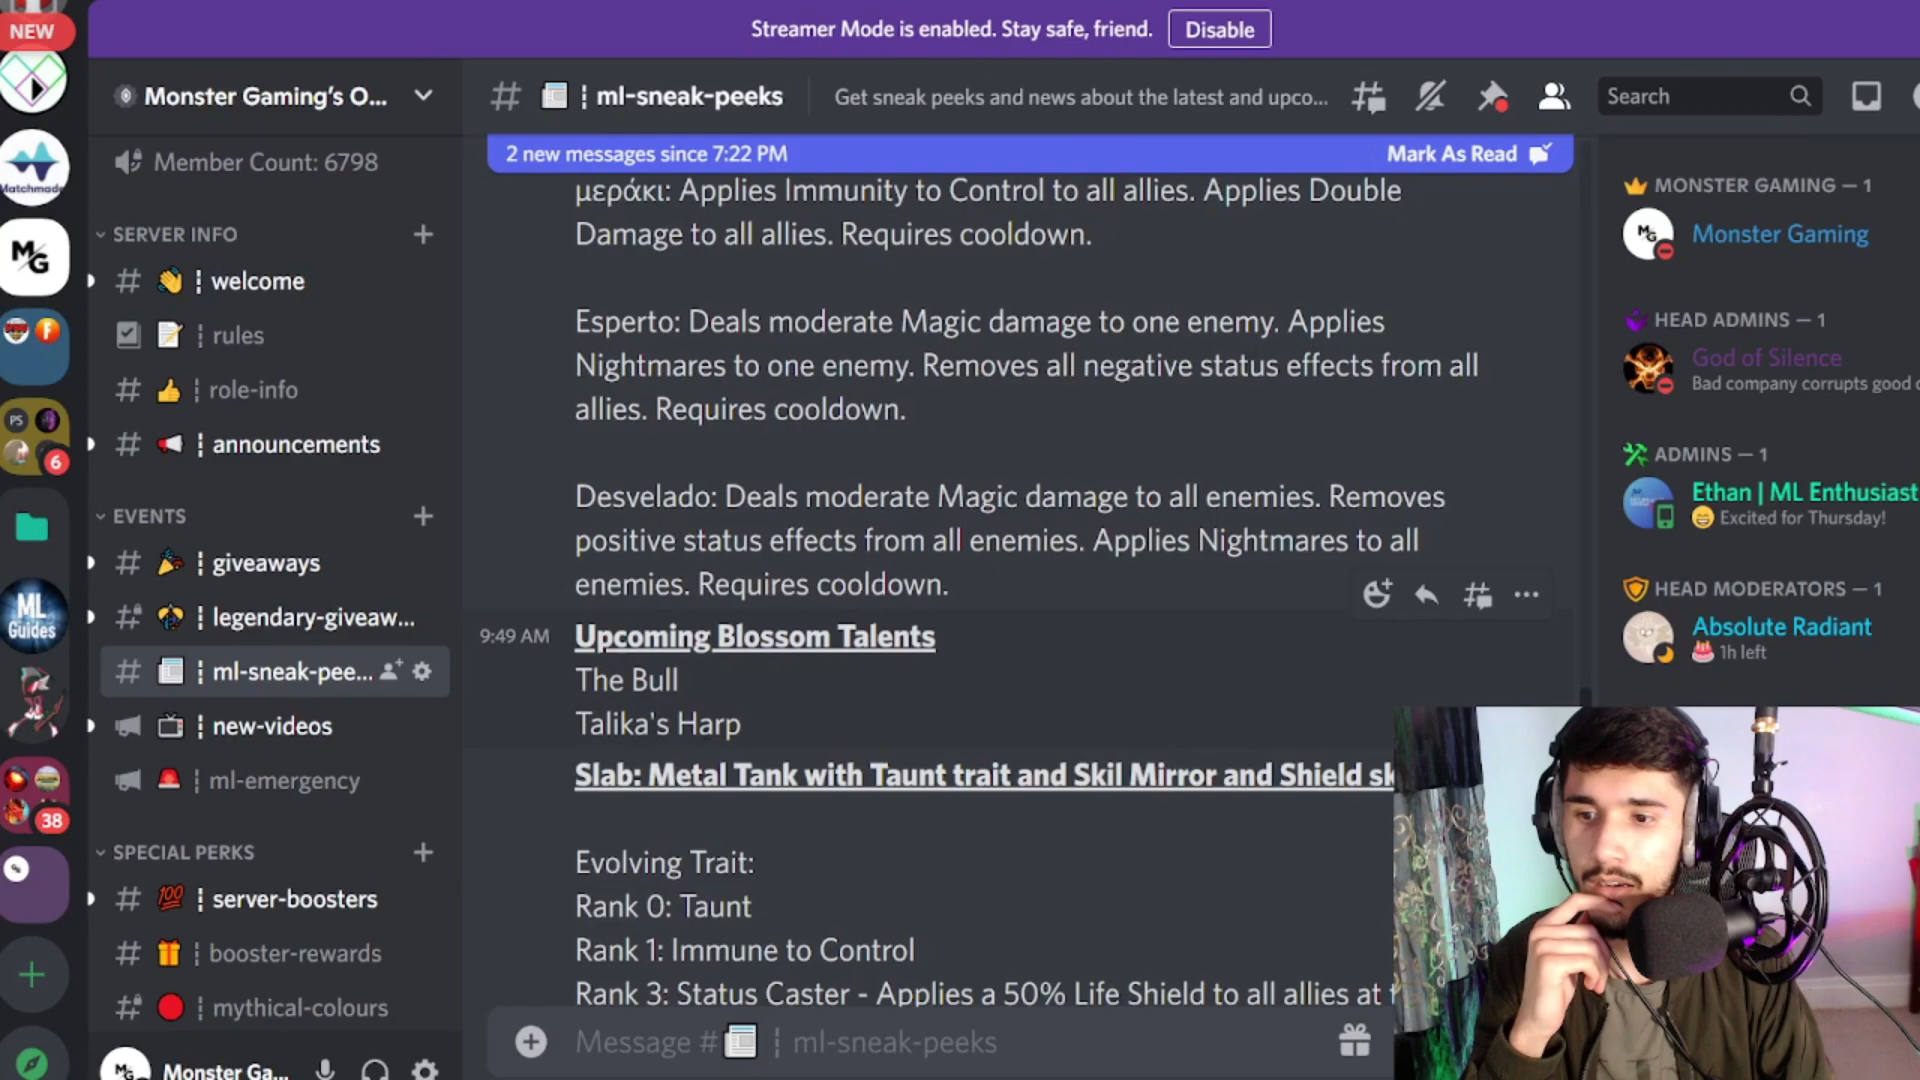 NEW
Streamer Mode is enabled. Stay safe, friend.
Disable
Monster Gaming's O...
ml-sneak-peeks
Get sneak peeks and news about the latest and upco...
Search
Member Count: 6798
2 new messages since 7:22 PM
Mark As Read
Matchmade
MG
SERVER INFO
welcome
rules
role-info
announcements
PS
6
EVENTS
giveaways
legendary-giveaw...
ml-sneak-pee...
new-videos
ml-emergency
ML
Guides
38
SPECIAL PERKS
100
server-boosters
booster-rewards
mythical-colours
MG
Monster Ga...
μεράκι: Applies Immunity to Control to all allies. Applies Double
Damage to all allies. Requires cooldown.
Esperto: Deals moderate Magic damage to one enemy. Applies
Nightmares to one enemy. Removes all negative status effects from all
allies. Requires cooldown.
Desvelado: Deals moderate Magic damage to all enemies. Removes
positive status effects from all enemies. Applies Nightmares to all
enemies. Requires cooldown.
9:49 AM
Upcoming Blossom Talents
The Bull
Talika's Harp
Slab: Metal Tank with Taunt trait and Skil Mirror and Shield sk
Evolving Trait:
Rank 0: Taunt
Rank 1: Immune to Control
Rank 3: Status Caster - Applies a 50% Life Shield to all allies at t
Message #
ml-sneak-peeks
MONSTER GAMING — 1
MG
Monster Gaming
HEAD ADMINS — 1
God of Silence
Bad company corrupts good c
ADMINS — 1
Ethan | ML Enthusiast
Excited for Thursday!
HEAD MODERATORS — 1
Absolute Radiant
1h left